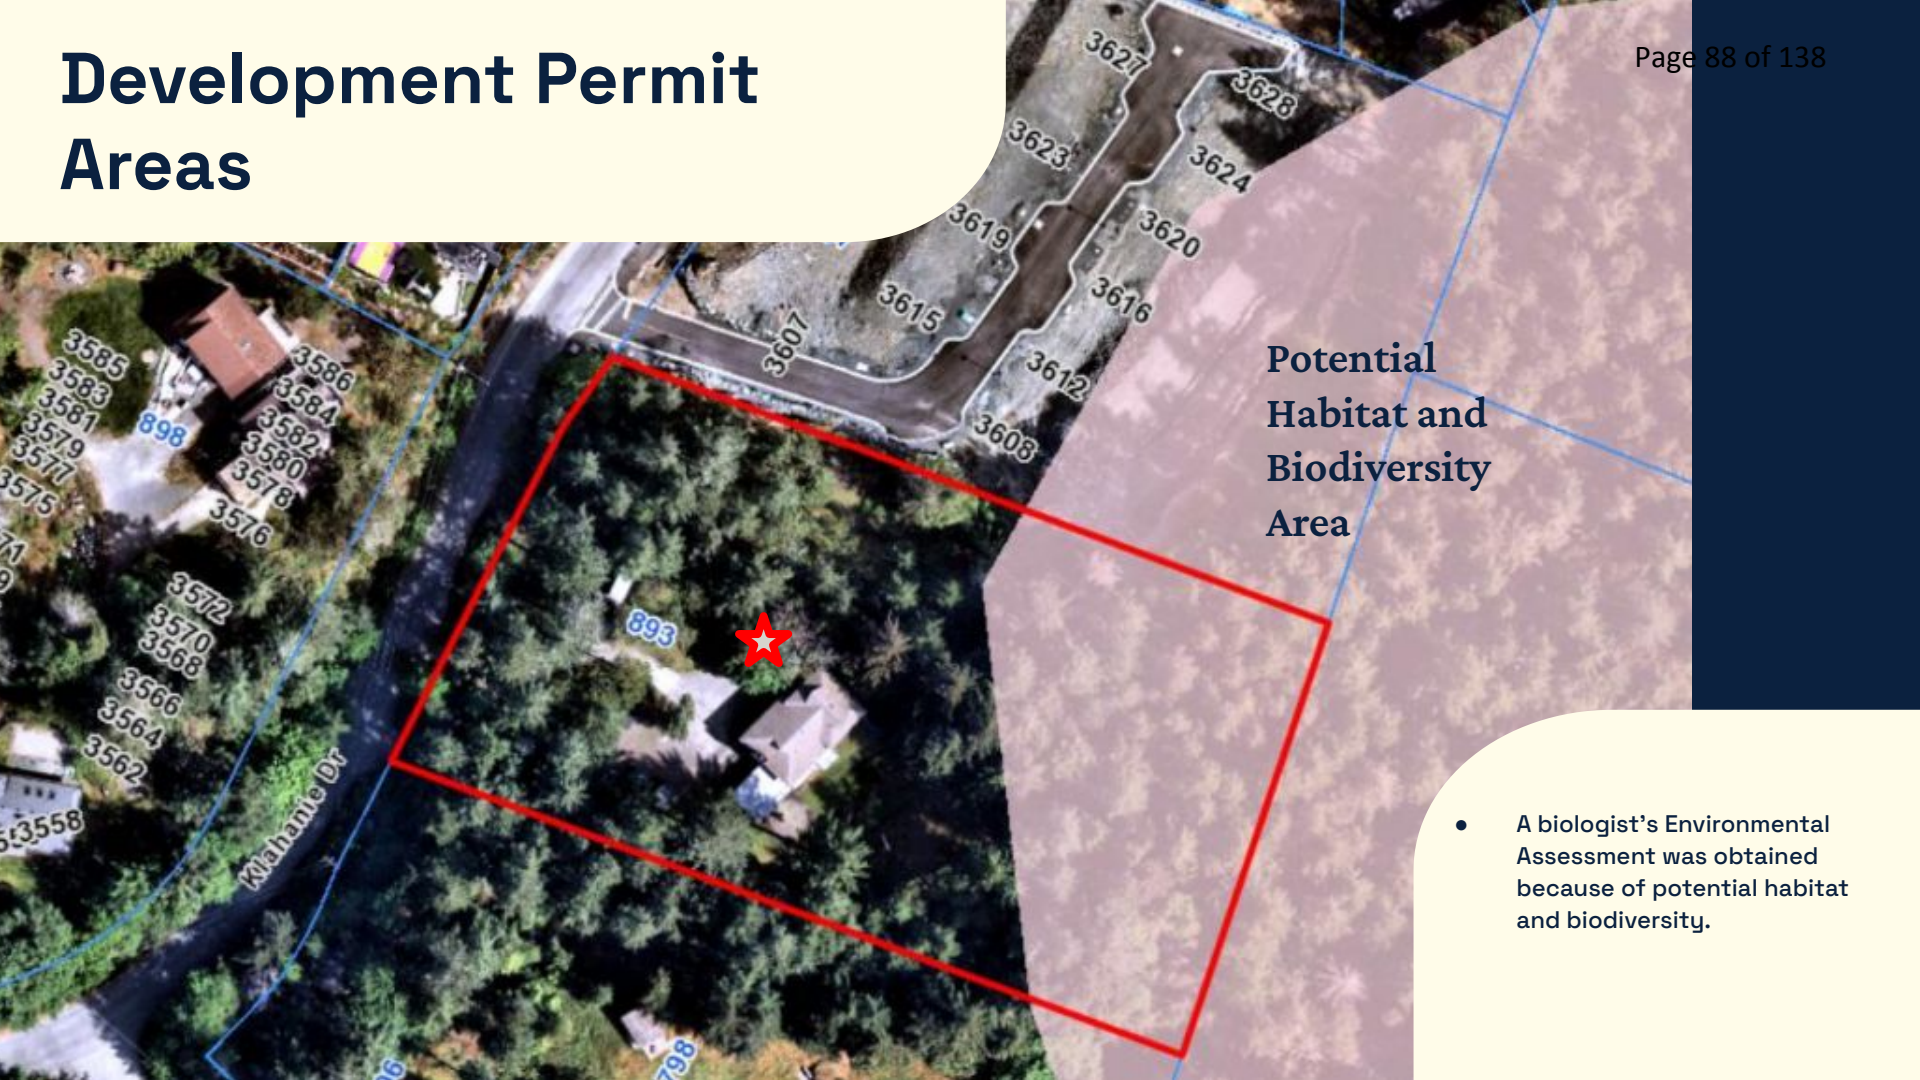 Development Permit
Areas
Page 88 of 138
3627
3628
3623
3624
3619
3620
3615
3616
3607
3612
3608
3585
3583
3581
3579
3577
3575
71
898
3586
3584
3582
3580
3578
3576
3572
3570
3568
3566
3564
3562
3558
893
Klahanie Dr
798
Potential
Habitat and
Biodiversity
Area
● A biologist's Environmental
Assessment was obtained
because of potential habitat
and biodiversity.